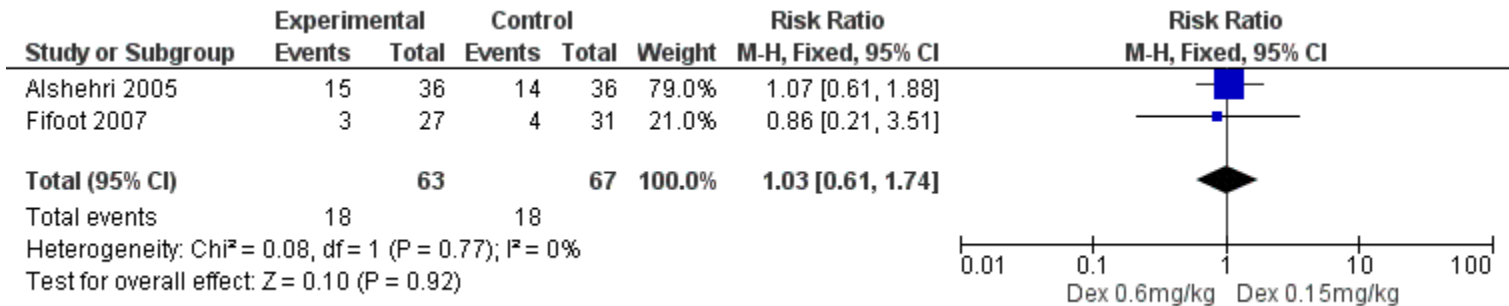 Experimental Control Risk Ratio Risk Ratio
Study or Subgroup Events Total Events Total Weight M-H, Fixed, 95% CI M-H, Fixed, 95% CI
Alshehri 2005 15 36 14 36 79.0% 1.07 [0.61, 1.88]
Fifoot 2007 3 27 4 31 21.0% 0.86 [0.21, 3.51]
Total (95% CI) 63 67 100.0% 1.03 [0.61, 1.74]
Total events 18 18
Heterogeneity: Chi² = 0.08, df = 1 (P = 0.77); I² = 0%
Test for overall effect: Z = 0.10 (P = 0.92)
0.01 0.1 1 10 100
Dex 0.6mg/kg Dex 0.15mg/kg